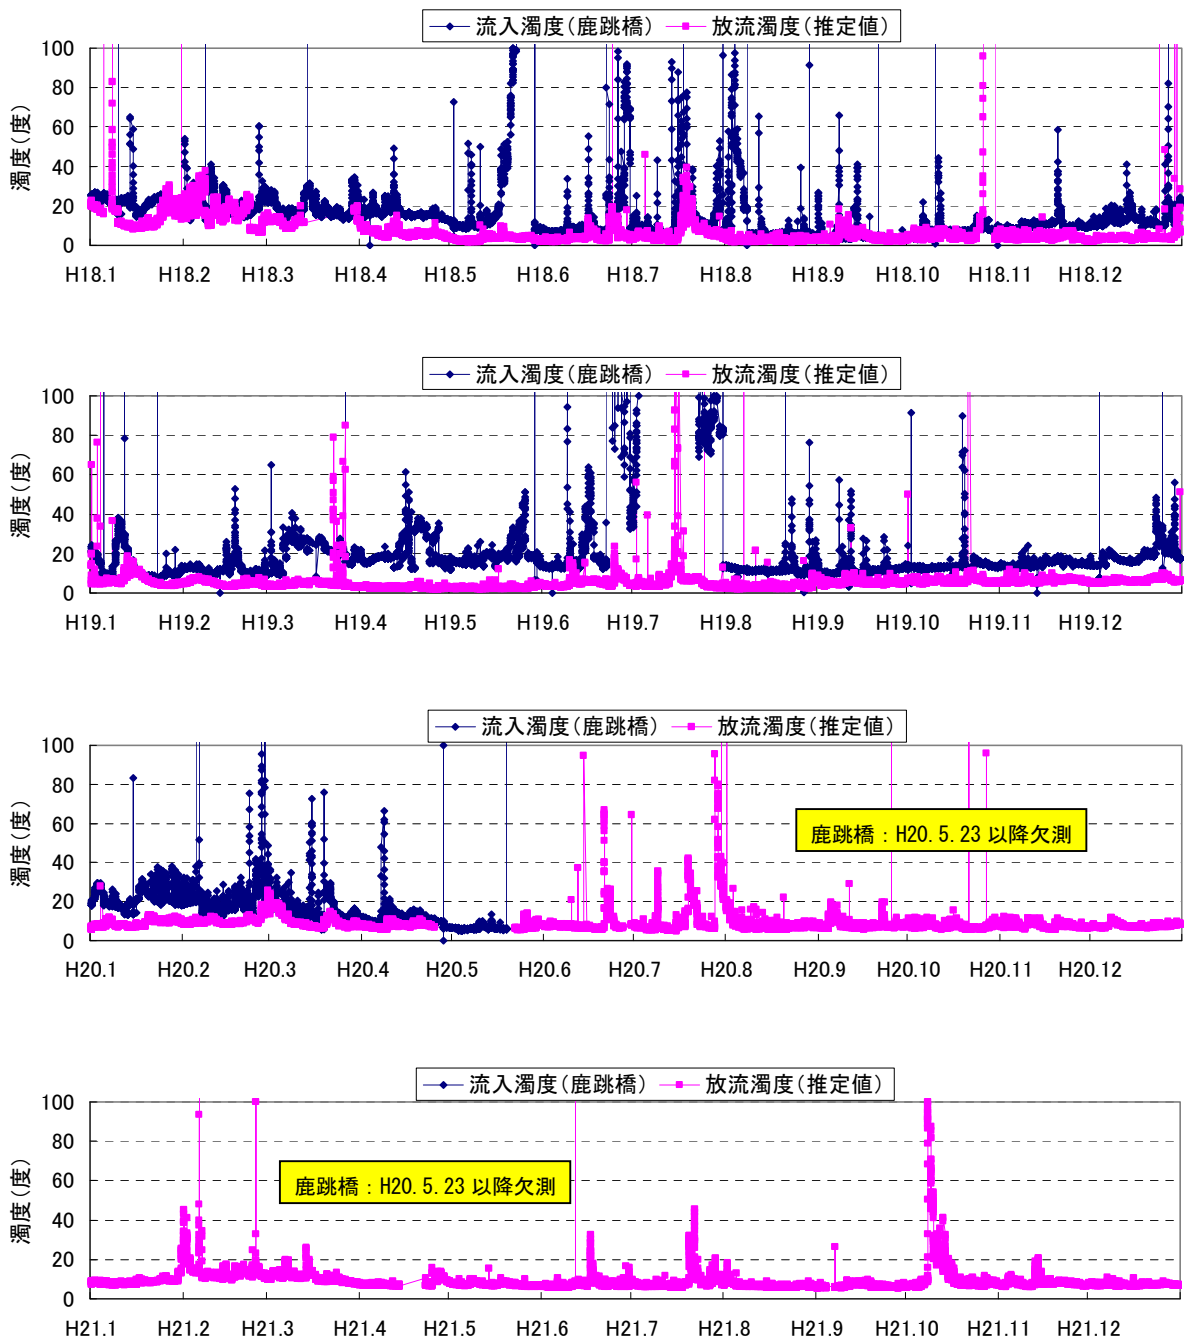 流入濁度(鹿跳橋) 放流濁度(推定値)
濁度(度)
100
80
60
40
20
0
H18.1 H18.2 H18.3 H18.4 H18.5 H18.6 H18.7 H18.8 H18.9 H18.10 H18.11 H18.12
流入濁度(鹿跳橋) 放流濁度(推定値)
濁度(度)
100
80
60
40
20
0
H19.1 H19.2 H19.3 H19.4 H19.5 H19.6 H19.7 H19.8 H19.9 H19.10 H19.11 H19.12
流入濁度(鹿跳橋) 放流濁度(推定値)
濁度(度)
100
80
60
40
20
0
鹿跳橋：H20.5.23以降欠測
H20.1 H20.2 H20.3 H20.4 H20.5 H20.6 H20.7 H20.8 H20.9 H20.10 H20.11 H20.12
流入濁度(鹿跳橋) 放流濁度(推定値)
濁度(度)
100
80
60
40
20
0
鹿跳橋：H20.5.23以降欠測
H21.1 H21.2 H21.3 H21.4 H21.5 H21.6 H21.7 H21.8 H21.9 H21.10 H21.11 H21.12